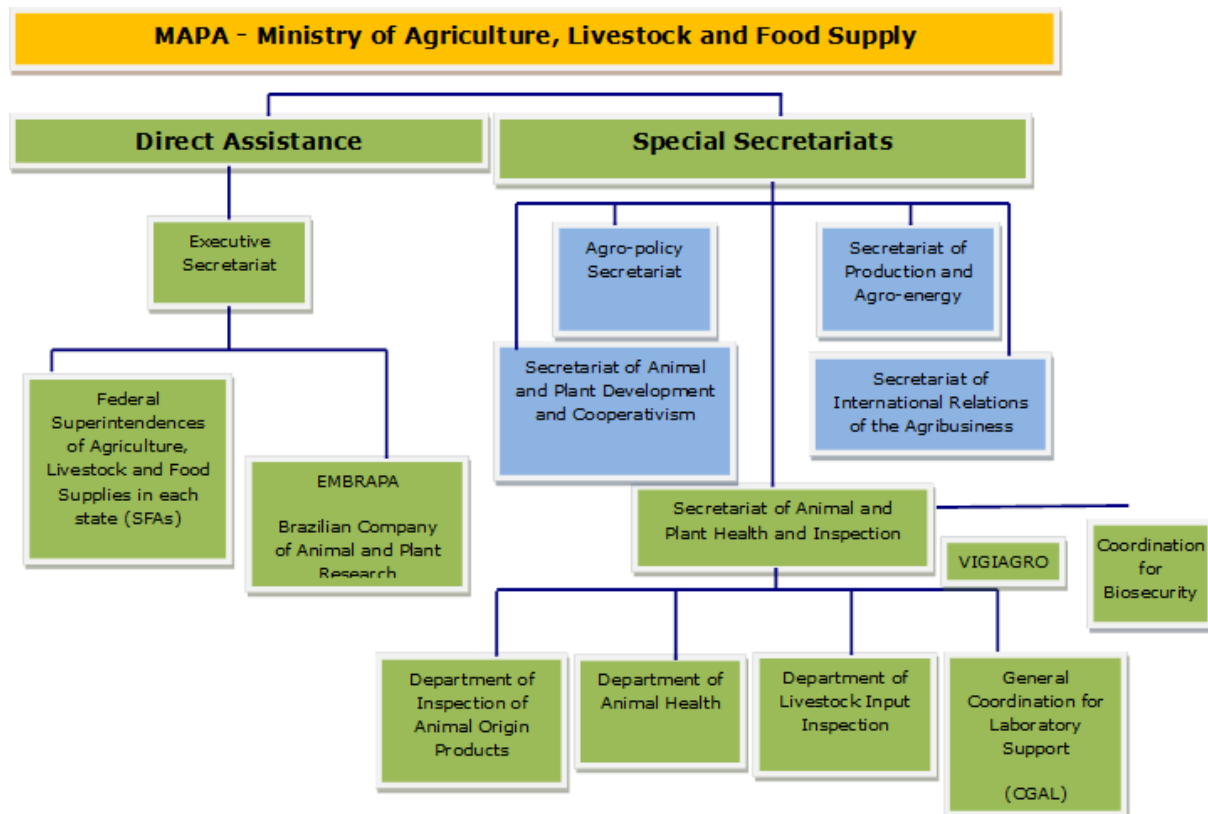 MAPA - Ministry of Agriculture, Livestock and Food Supply
Direct Assistance
Special Secretariats
Executive
Secretariat
Agro-policy
Secretariat
Secretariat of
Production and
Agro-energy
Federal
Superintendences
of Agriculture,
Livestock and Food
Supplies in each
state (SFAs)
EMBRAPA
Brazilian Company
of Animal and Plant
Research
Secretariat of Animal
and Plant Development
and Cooperativism
Secretariat of
International Relations
of the Agribusiness
Secretariat of Animal and
Plant Health and Inspection
VIGIAGRO
Coordination
for
Biosecurity
Department of
Inspection of
Animal Origin
Products
Department of
Animal Health
Department of
Livestock Input
Inspection
General
Coordination for
Laboratory
Support
(CGAL)